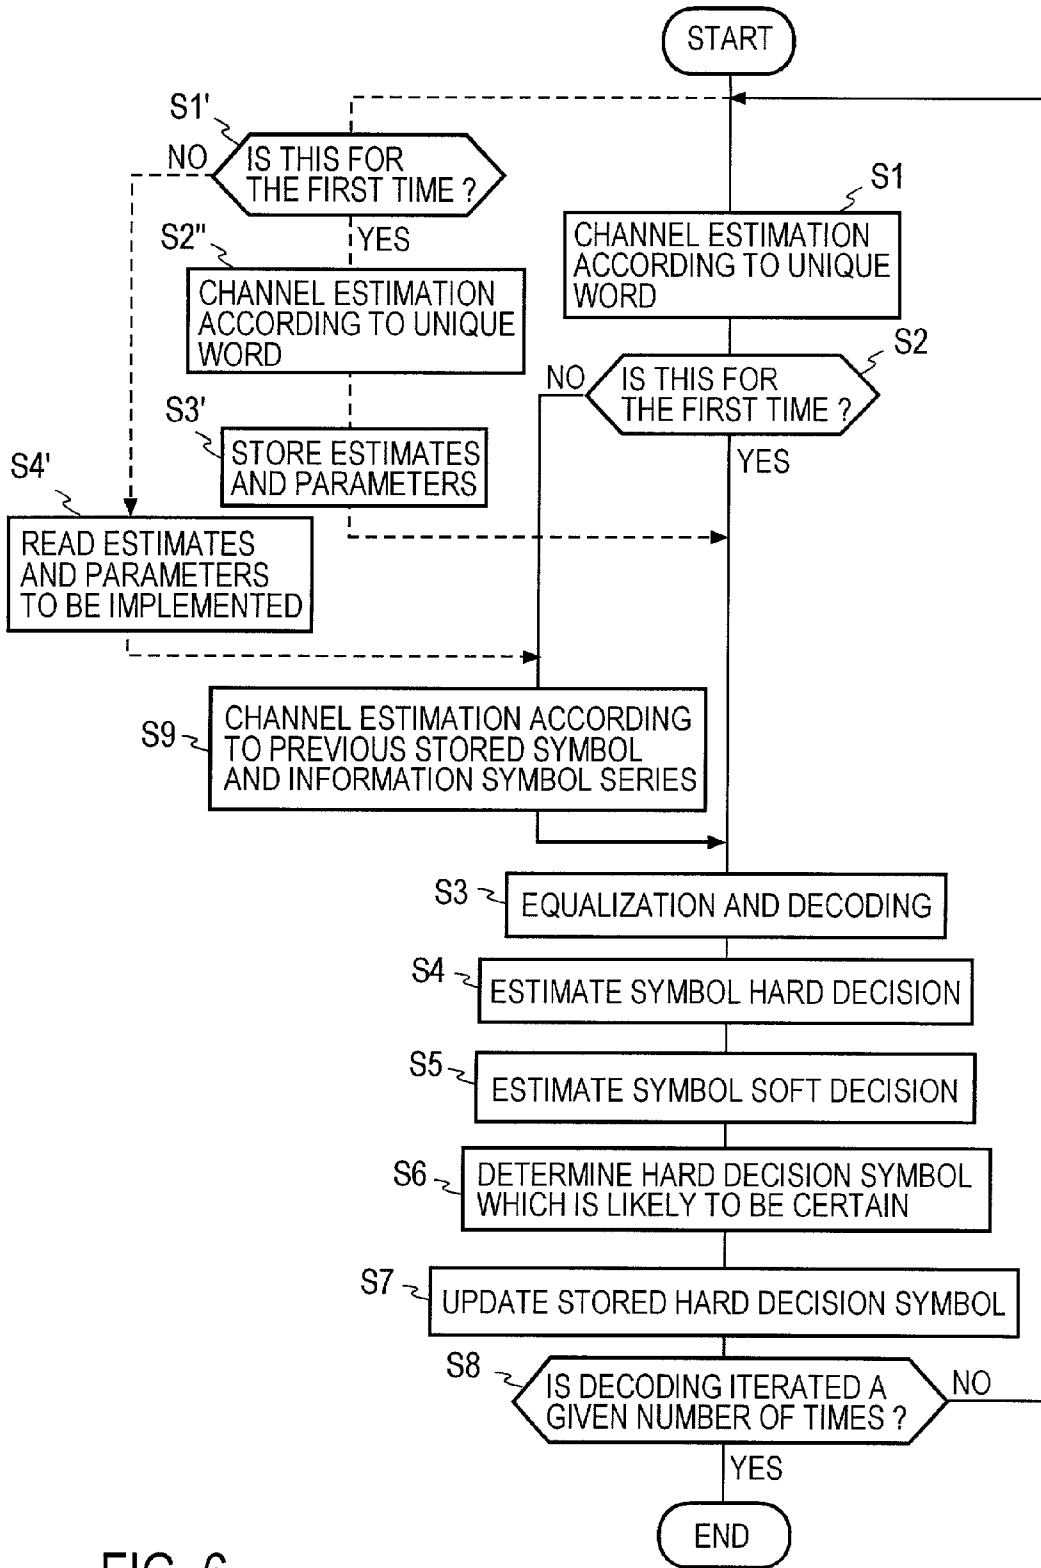 START
S1'
NO
IS THIS FOR
THE FIRST TIME ?
S1
S2"
YES
CHANNEL ESTIMATION
ACCORDING TO UNIQUE
WORD
CHANNEL ESTIMATION
ACCORDING TO UNIQUE
WORD
S2
NO
IS THIS FOR
THE FIRST TIME ?
S3'
YES
STORE ESTIMATES
AND PARAMETERS
S4'
READ ESTIMATES
AND PARAMETERS
TO BE IMPLEMENTED
S9
CHANNEL ESTIMATION ACCORDING
TO PREVIOUS STORED SYMBOL
AND INFORMATION SYMBOL SERIES
S3
EQUALIZATION AND DECODING
S4
ESTIMATE SYMBOL HARD DECISION
S5
ESTIMATE SYMBOL SOFT DECISION
S6
DETERMINE HARD DECISION SYMBOL
WHICH IS LIKELY TO BE CERTAIN
S7
UPDATE STORED HARD DECISION SYMBOL
S8
IS DECODING ITERATED A
GIVEN NUMBER OF TIMES ?
NO
YES
END
FIG. 6